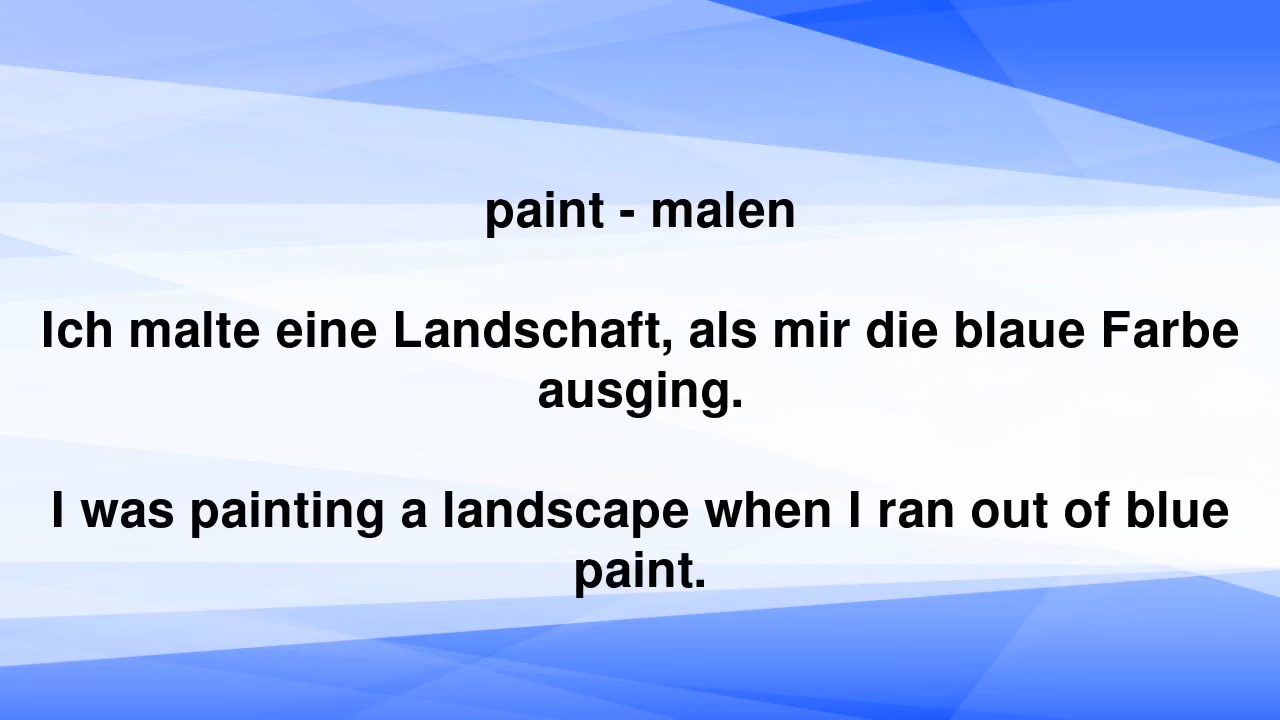 paint - malen
Ich malte eine Landschaft, als mir die blaue Farbe
ausging.
I was painting a landscape when I ran out of blue
paint.